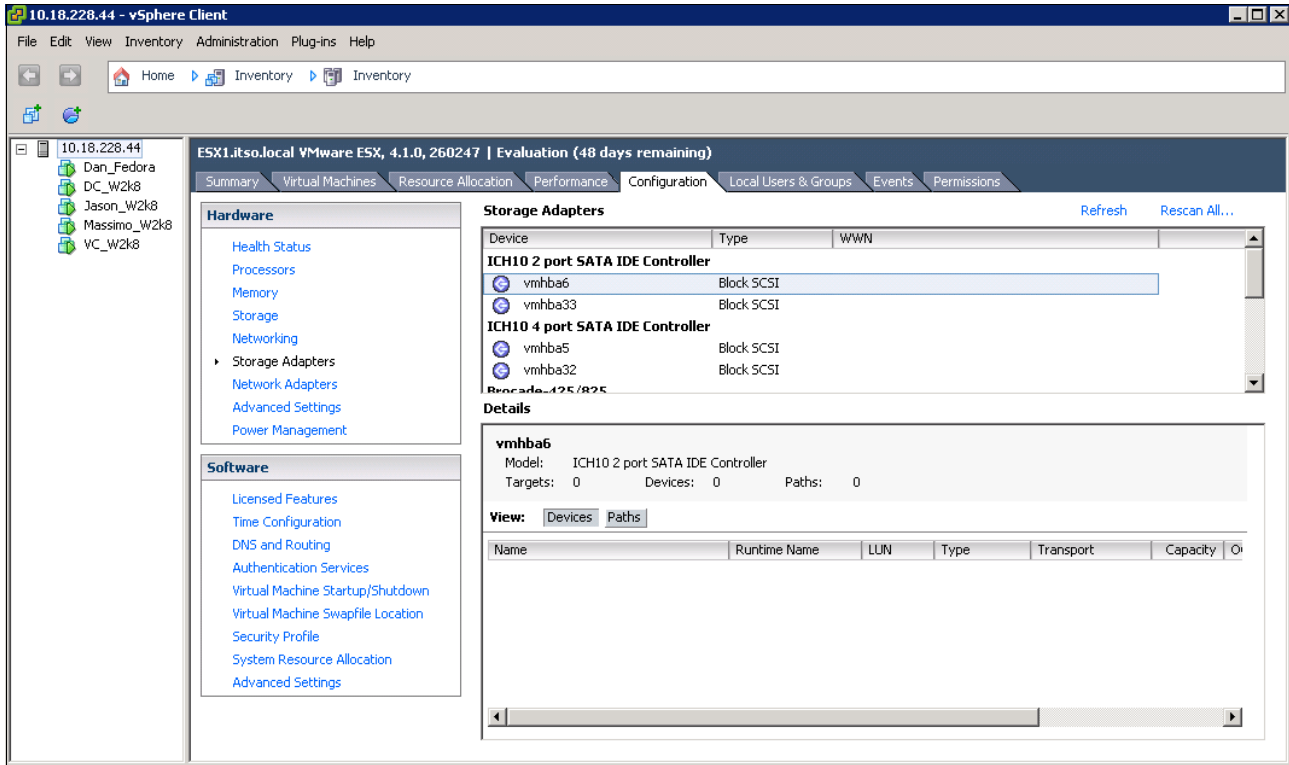 10.18.228.44 - vSphere Client
File Edit View Inventory Administration Plug-ins Help
Home Inventory Inventory
10.18.228.44
Dan_Fedora
DC_W2k8
Jason_W2k8
Massimo_W2k8
VC_W2k8
ESX1.itso.local VMware ESX, 4.1.0, 260247 | Evaluation (48 days remaining)
Summary Virtual Machines Resource Allocation Performance Configuration Local Users & Groups Events Permissions
Hardware
Health Status
Processors
Memory
Storage
Networking
Storage Adapters
Network Adapters
Advanced Settings
Power Management
Software
Licensed Features
Time Configuration
DNS and Routing
Authentication Services
Virtual Machine Startup/Shutdown
Virtual Machine Swapfile Location
Security Profile
System Resource Allocation
Advanced Settings
Storage Adapters Refresh Rescan All...
Device Type WWN
ICH10 2 port SATA IDE Controller
vmhba6 Block SCSI
vmhba33 Block SCSI
ICH10 4 port SATA IDE Controller
vmhba5 Block SCSI
vmhba32 Block SCSI
Brocade-425/825
Details
vmhba6
Model: ICH10 2 port SATA IDE Controller
Targets: 0 Devices: 0 Paths: 0
View: Devices Paths
Name Runtime Name LUN Type Transport Capacity